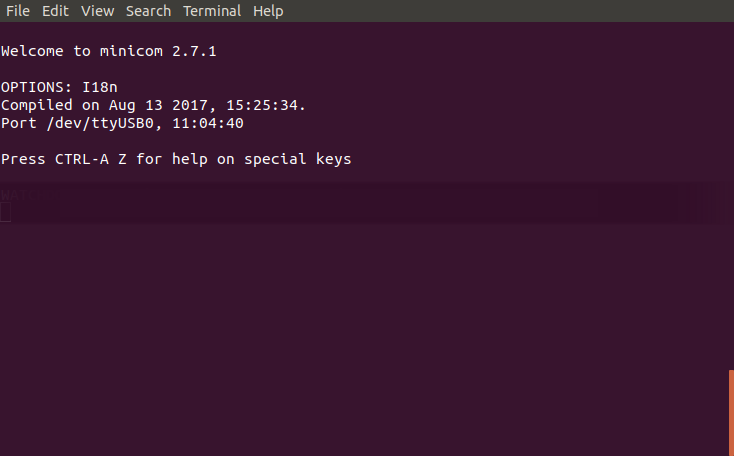 File Edit View Search Terminal Help
Welcome to minicom 2.7.1
OPTIONS: I18n
Compiled on Aug 13 2017, 15:25:34.
Port /dev/ttyUSB0, 11:04:40
Press CTRL-A Z for help on special keys